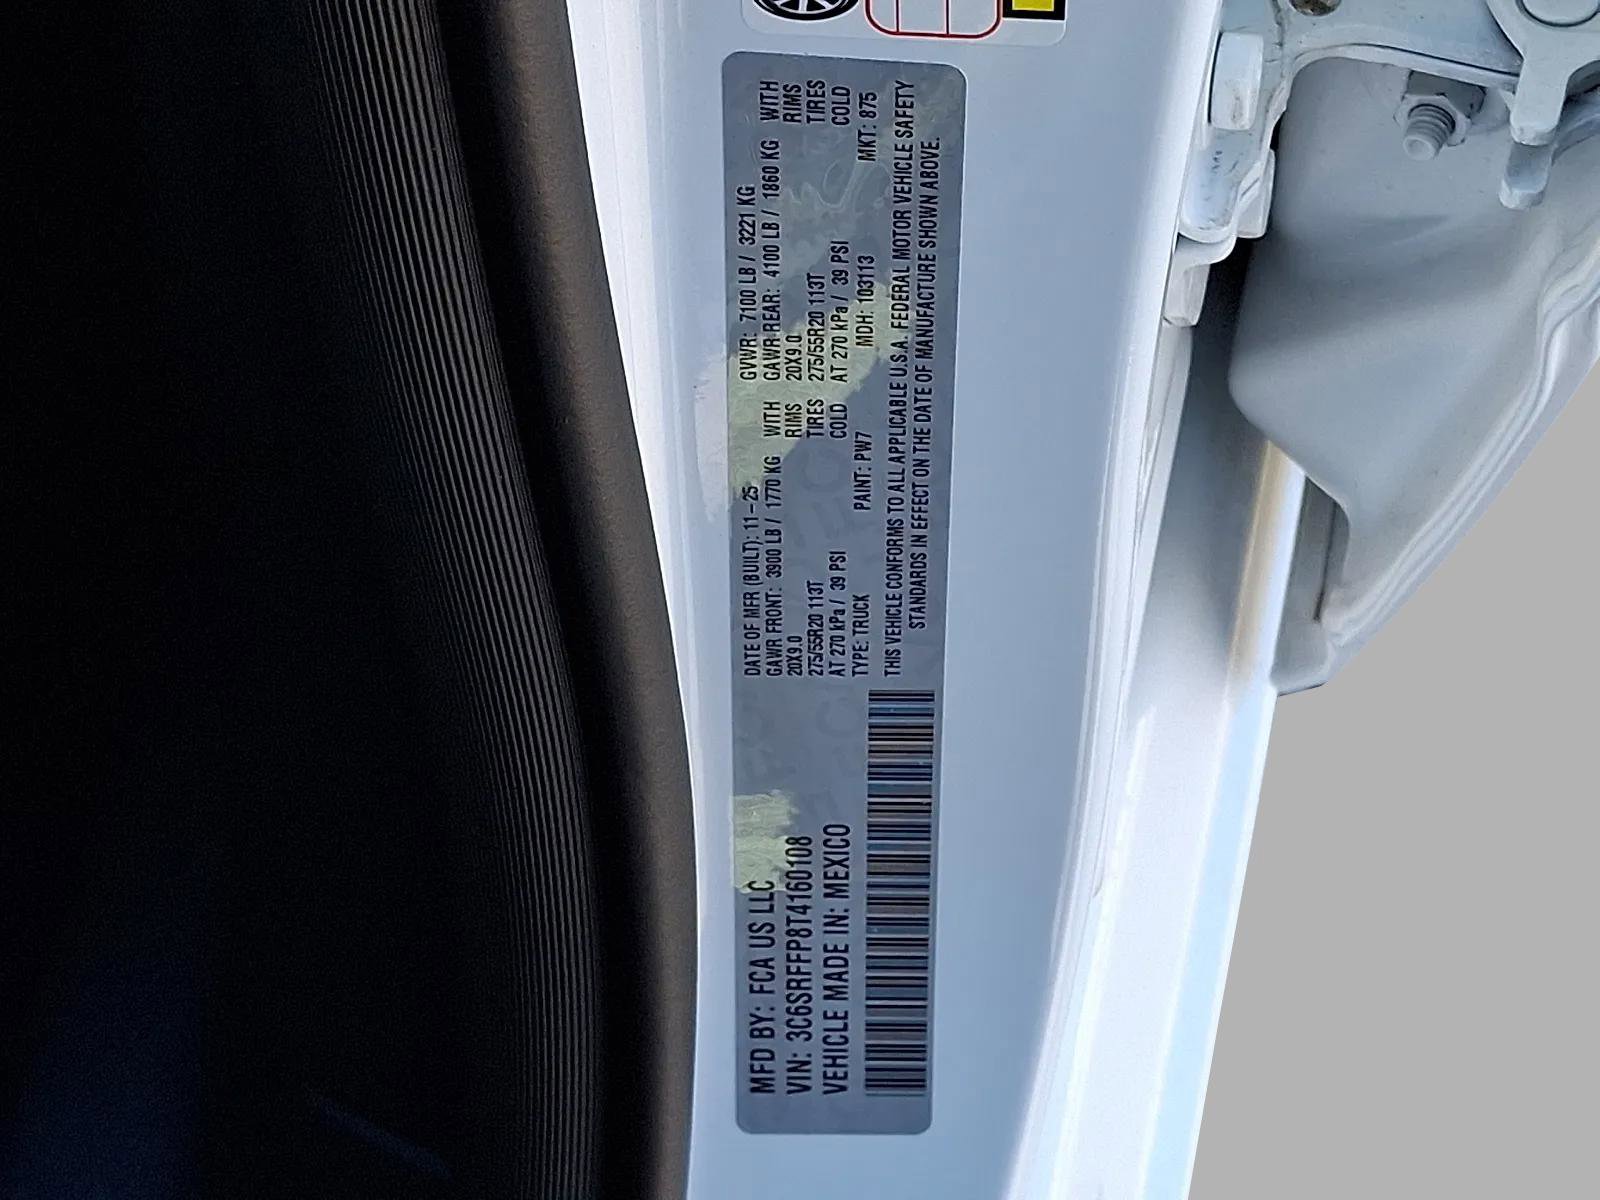 MFD BY: FCA US LLC
VIN: 3C6SRFFP8T4160108
VEHICLE MADE IN: MEXICO
DATE OF MFR (BUILT): 11-25 GVWR: 7100 LB / 3221 KG
GAWR FRONT: 3900 LB / 1770 KG WITH GAWR REAR: 4100 LB / 1860 KG WITH
20X9.0 RIMS 20X9.0 RIMS
275/55R20 113T TIRES 275/55R20 113T TIRES
AT 270 kPa / 39 PSI COLD AT 270 kPa / 39 PSI COLD
TYPE: TRUCK PAINT: PW7 MDH: 103113 MKT: 875
THIS VEHICLE CONFORMS TO ALL APPLICABLE U.S.A. FEDERAL MOTOR VEHICLE SAFETY
STANDARDS IN EFFECT ON THE DATE OF MANUFACTURE SHOWN ABOVE.